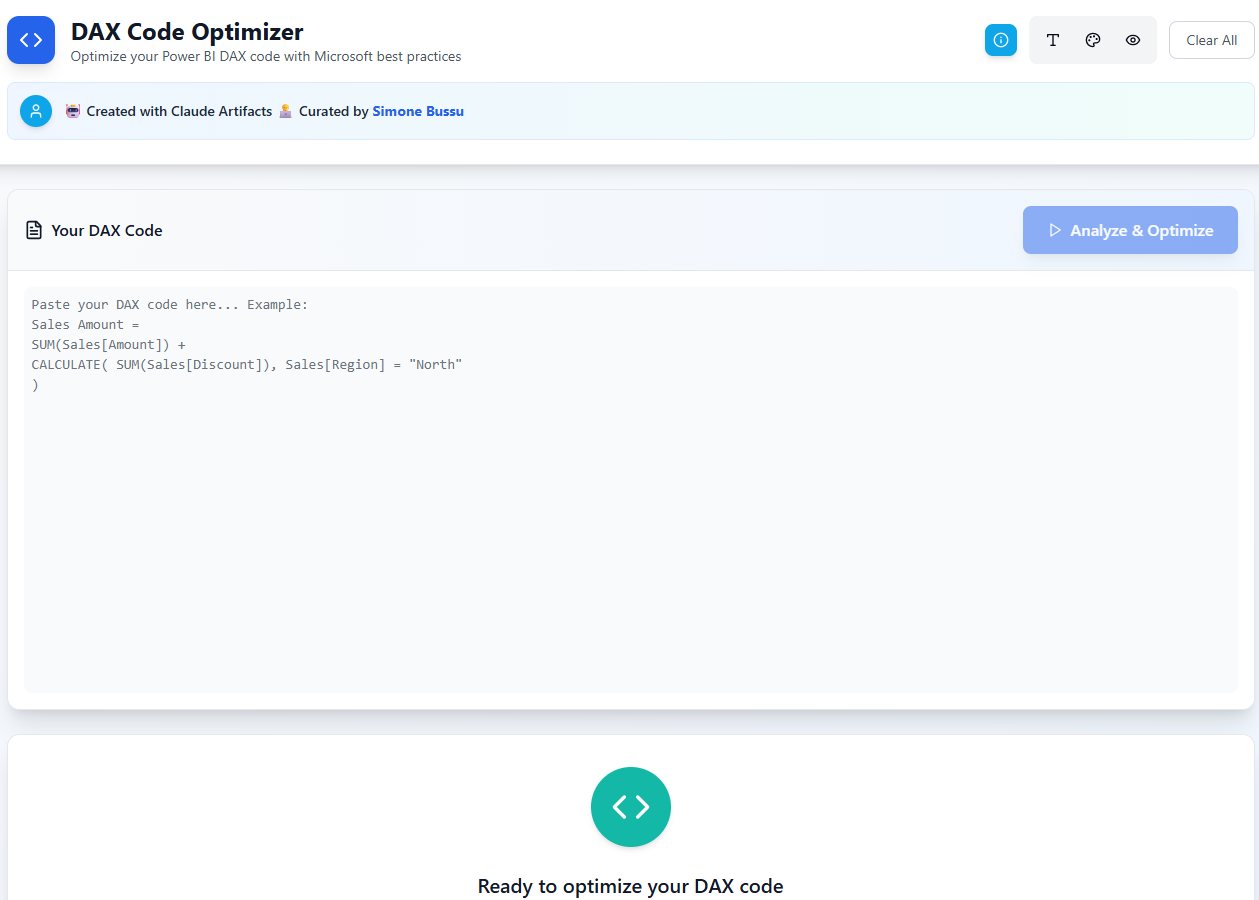 DAX Code Optimizer
Optimize your Power BI DAX code with Microsoft best practices
Clear All
Created with Claude Artifacts Curated by Simone Bussu
Your DAX Code
Analyze & Optimize
Paste your DAX code here... Example:
Sales Amount =
SUM(Sales[Amount]) +
CALCULATE( SUM(Sales[Discount]), Sales[Region] = "North"
)
Ready to optimize your DAX code